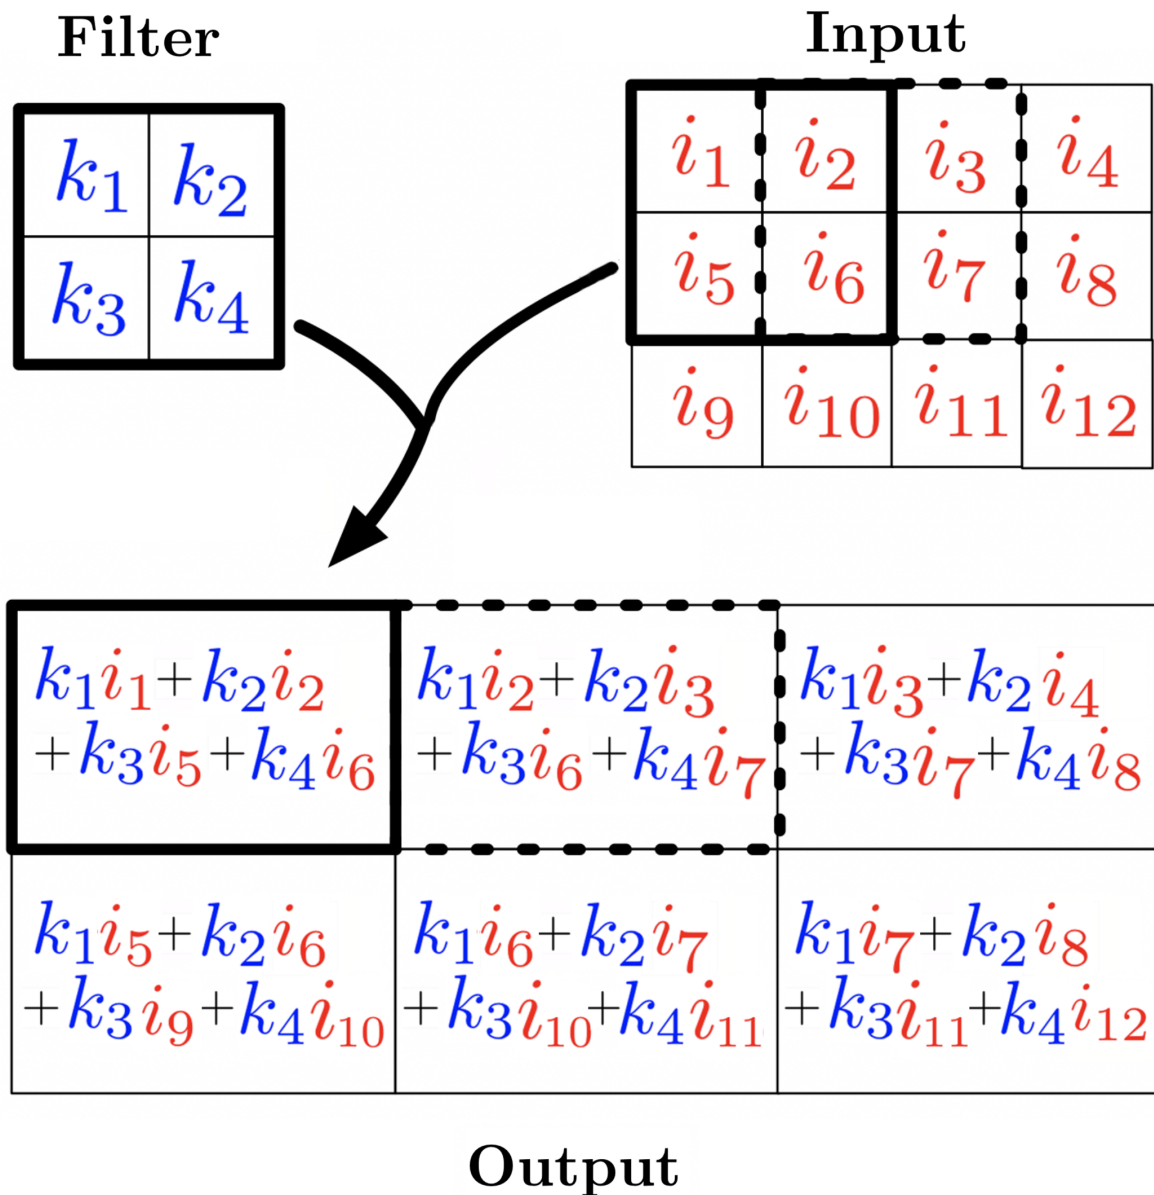 Filter
Input
k₁ k₂
k₃ k₄
i₁ i₂ i₃ i₄
i₅ i₆ i₇ i₈
i₉ i₁₀ i₁₁ i₁₂
k₁i₁+k₂i₂
+k₃i₅+k₄i₆
k₁i₂+k₂i₃
+k₃i₆+k₄i₇
k₁i₃+k₂i₄
+k₃i₇+k₄i₈
k₁i₅+k₂i₆
+k₃i₉+k₄i₁₀
k₁i₆+k₂i₇
+k₃i₁₀+k₄i₁₁
k₁i₇+k₂i₈
+k₃i₁₁+k₄i₁₂
Output